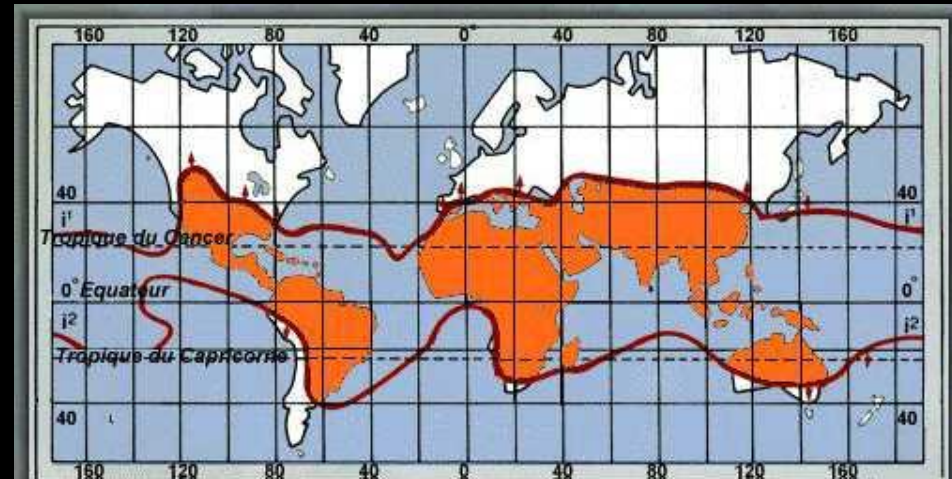 160 120 80 40 0° 40 80 120 160
40 40
i¹ i¹
Tropique du Cancer
0° Equateur 0°
i² i²
Tropique du Capricorne
40 40
160 120 80 40 0 40 80 120 160